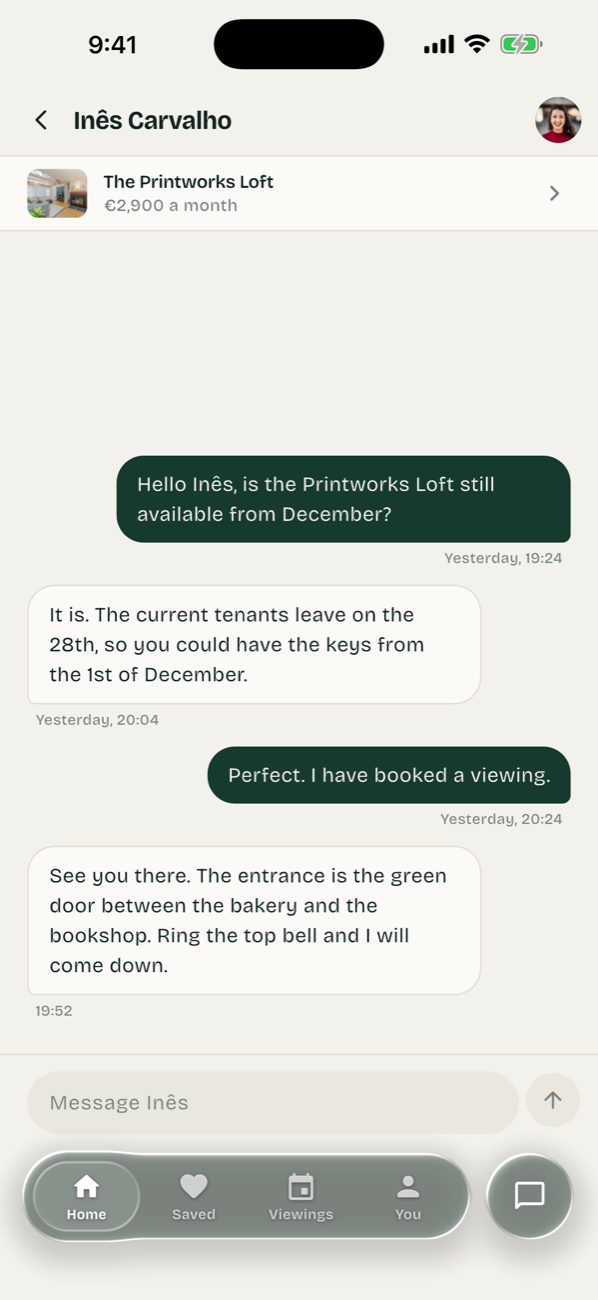 9:41
Inês Carvalho
The Printworks Loft
€2,900 a month
Hello Inês, is the Printworks Loft still
available from December?
Yesterday, 19:24
It is. The current tenants leave on the
28th, so you could have the keys from
the 1st of December.
Yesterday, 20:04
Perfect. I have booked a viewing.
Yesterday, 20:24
See you there. The entrance is the green
door between the bakery and the
bookshop. Ring the top bell and I will
come down.
19:52
Message Inês
Home
Saved
Viewings
You